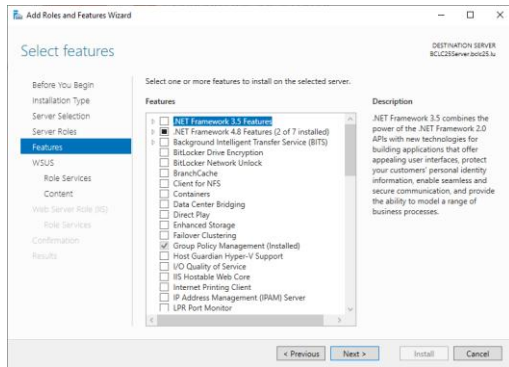 Add Roles and Features Wizard
Select features
DESTINATION SERVER
BCLC25Server.bclc25.lu
Before You Begin
Installation Type
Server Selection
Server Roles
Features
WSUS
Role Services
Content
Web Server Role (IIS)
Role Services
Confirmation
Results
Select one or more features to install on the selected server.
Features
.NET Framework 3.5 Features
.NET Framework 4.8 Features (2 of 7 installed)
Background Intelligent Transfer Service (BITS)
BitLocker Drive Encryption
BitLocker Network Unlock
BranchCache
Client for NFS
Containers
Data Center Bridging
Direct Play
Enhanced Storage
Failover Clustering
Group Policy Management (Installed)
Host Guardian Hyper-V Support
I/O Quality of Service
IIS Hostable Web Core
Internet Printing Client
IP Address Management (IPAM) Server
LPR Port Monitor
Description
.NET Framework 3.5 combines the
power of the .NET Framework 2.0
APIs with new technologies for
building applications that offer
appealing user interfaces, protect
your customers' personal identity
information, enable seamless and
secure communication, and provide
the ability to model a range of
business processes.
< Previous
Next >
Install
Cancel